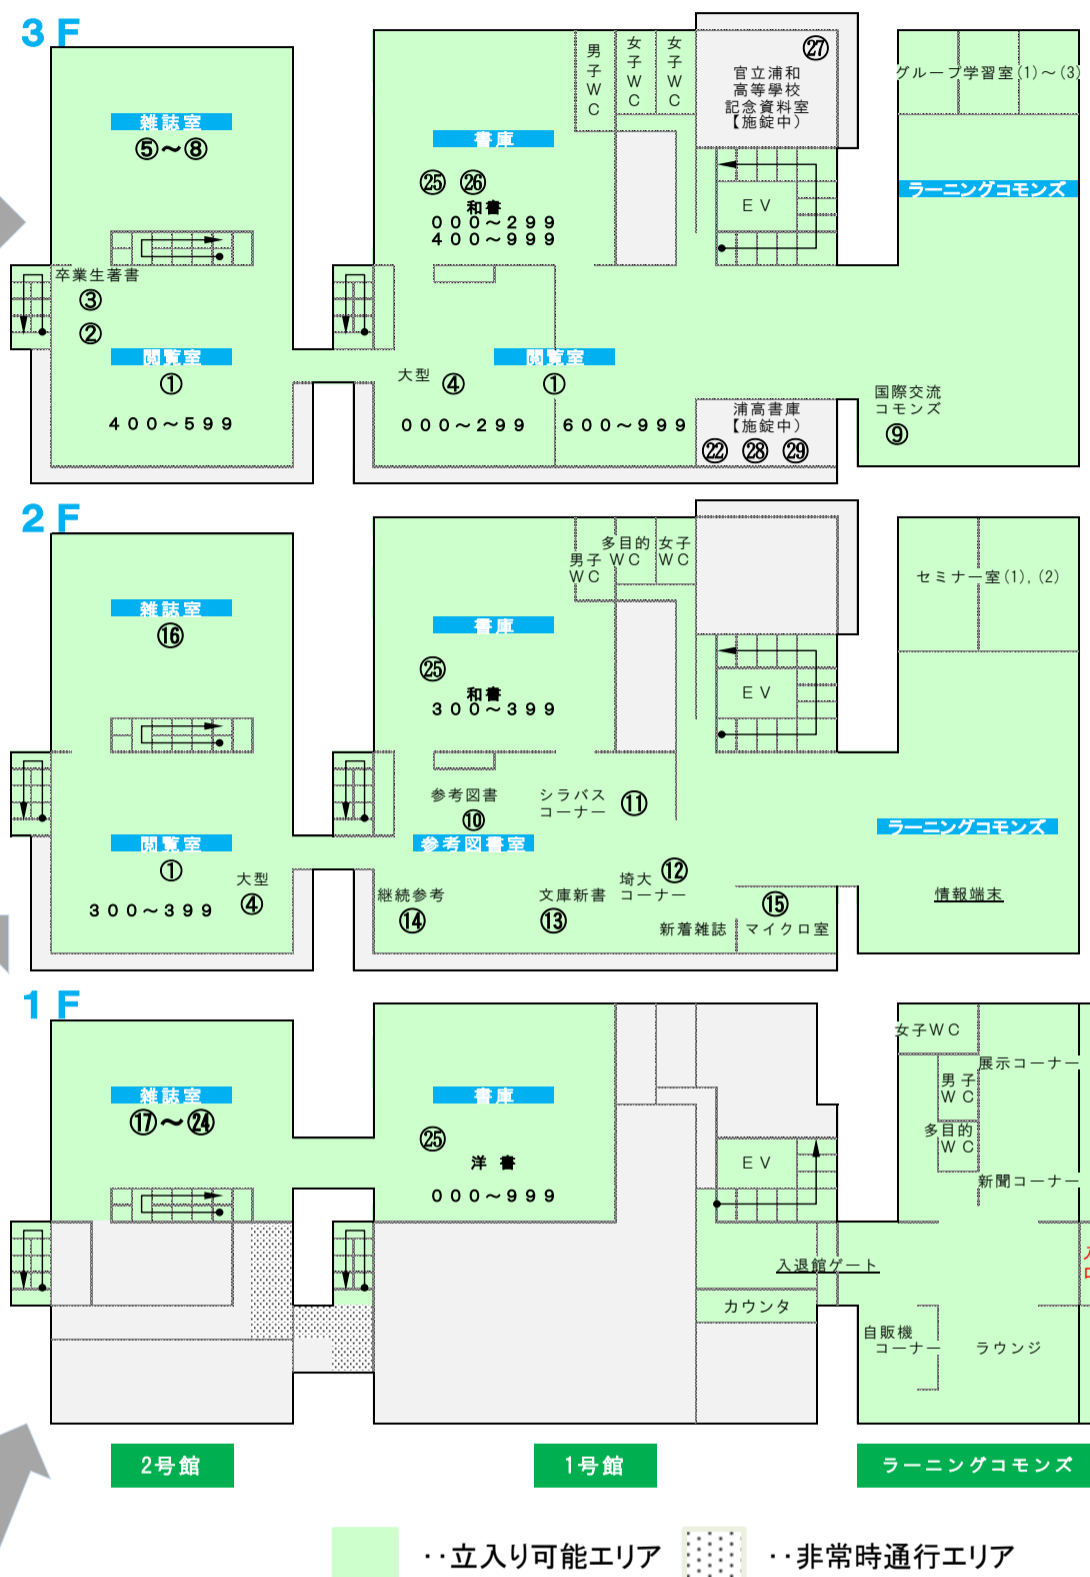 3F
雑誌室
⑤～⑧
卒業生著書
③
②
閲覧室
①
400～599
男子WC
女子WC
女子WC
書庫
㉕ ㉖
和書
000～299
400～999
㉗
官立浦和
高等學校
記念資料室
【施錠中】
EV
大型 ④
000～299
閲覧室
①
600～999
浦高書庫
【施錠中】
㉒ ㉘ ㉙
グループ学習室(1)～(3)
ラーニングコモンズ
国際交流
コモンズ
⑨
2F
雑誌室
⑯
閲覧室
①
300～399
大型
④
男子
WC
多目的
WC
女子
WC
書庫
㉕
和書
300～399
EV
参考図書
⑩
参考図書室
シラバス
コーナー ⑪
継続参考
⑭
文庫新書
⑬
埼大
コーナー
⑫
新着雑誌
⑮
マイクロ室
セミナー室(1),(2)
ラーニングコモンズ
情報端末
1F
雑誌室
⑰～㉔
書庫
㉕
洋書
000～999
EV
入退館ゲート
カウンタ
女子WC
男子
WC
多目的
WC
展示コーナー
新聞コーナー
自販機
コーナー
ラウンジ
2号館
1号館
ラーニングコモンズ
‥立入り可能エリア
‥非常時通行エリア